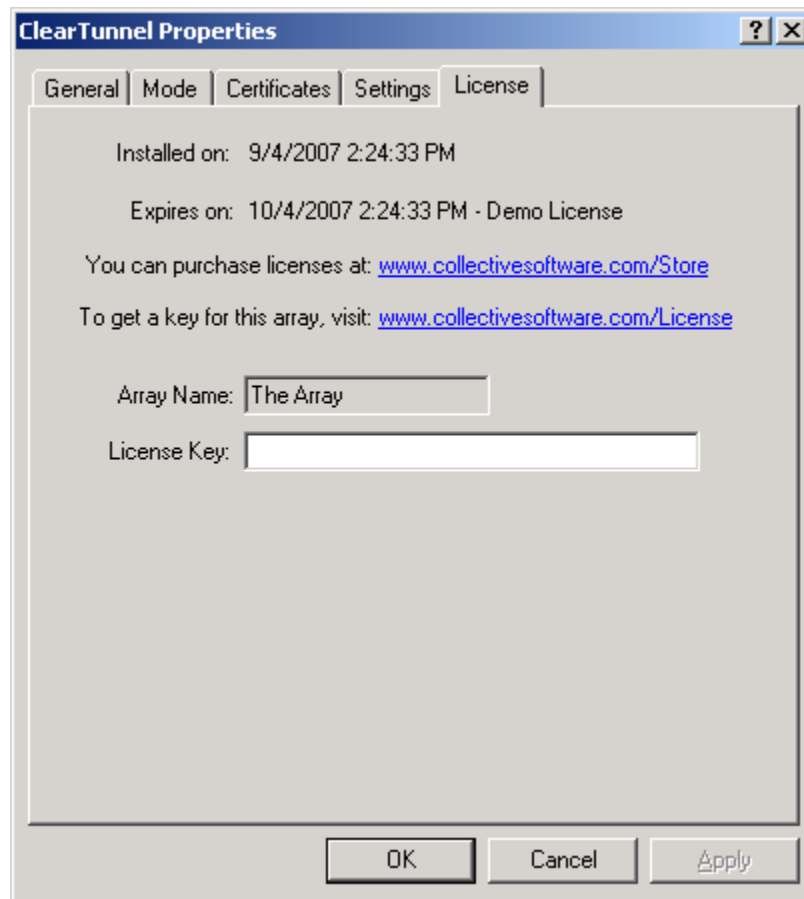 ClearTunnel Properties
General Mode Certificates Settings License
Installed on: 9/4/2007 2:24:33 PM
Expires on: 10/4/2007 2:24:33 PM - Demo License
You can purchase licenses at: www.collectivesoftware.com/Store
To get a key for this array, visit: www.collectivesoftware.com/License
Array Name: The Array
License Key:
OK Cancel Apply